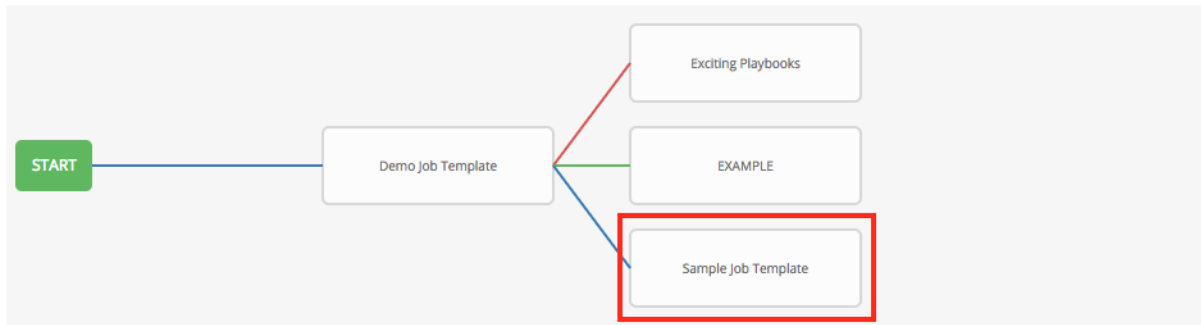 START
Demo Job Template
Exciting Playbooks
EXAMPLE
Sample Job Template